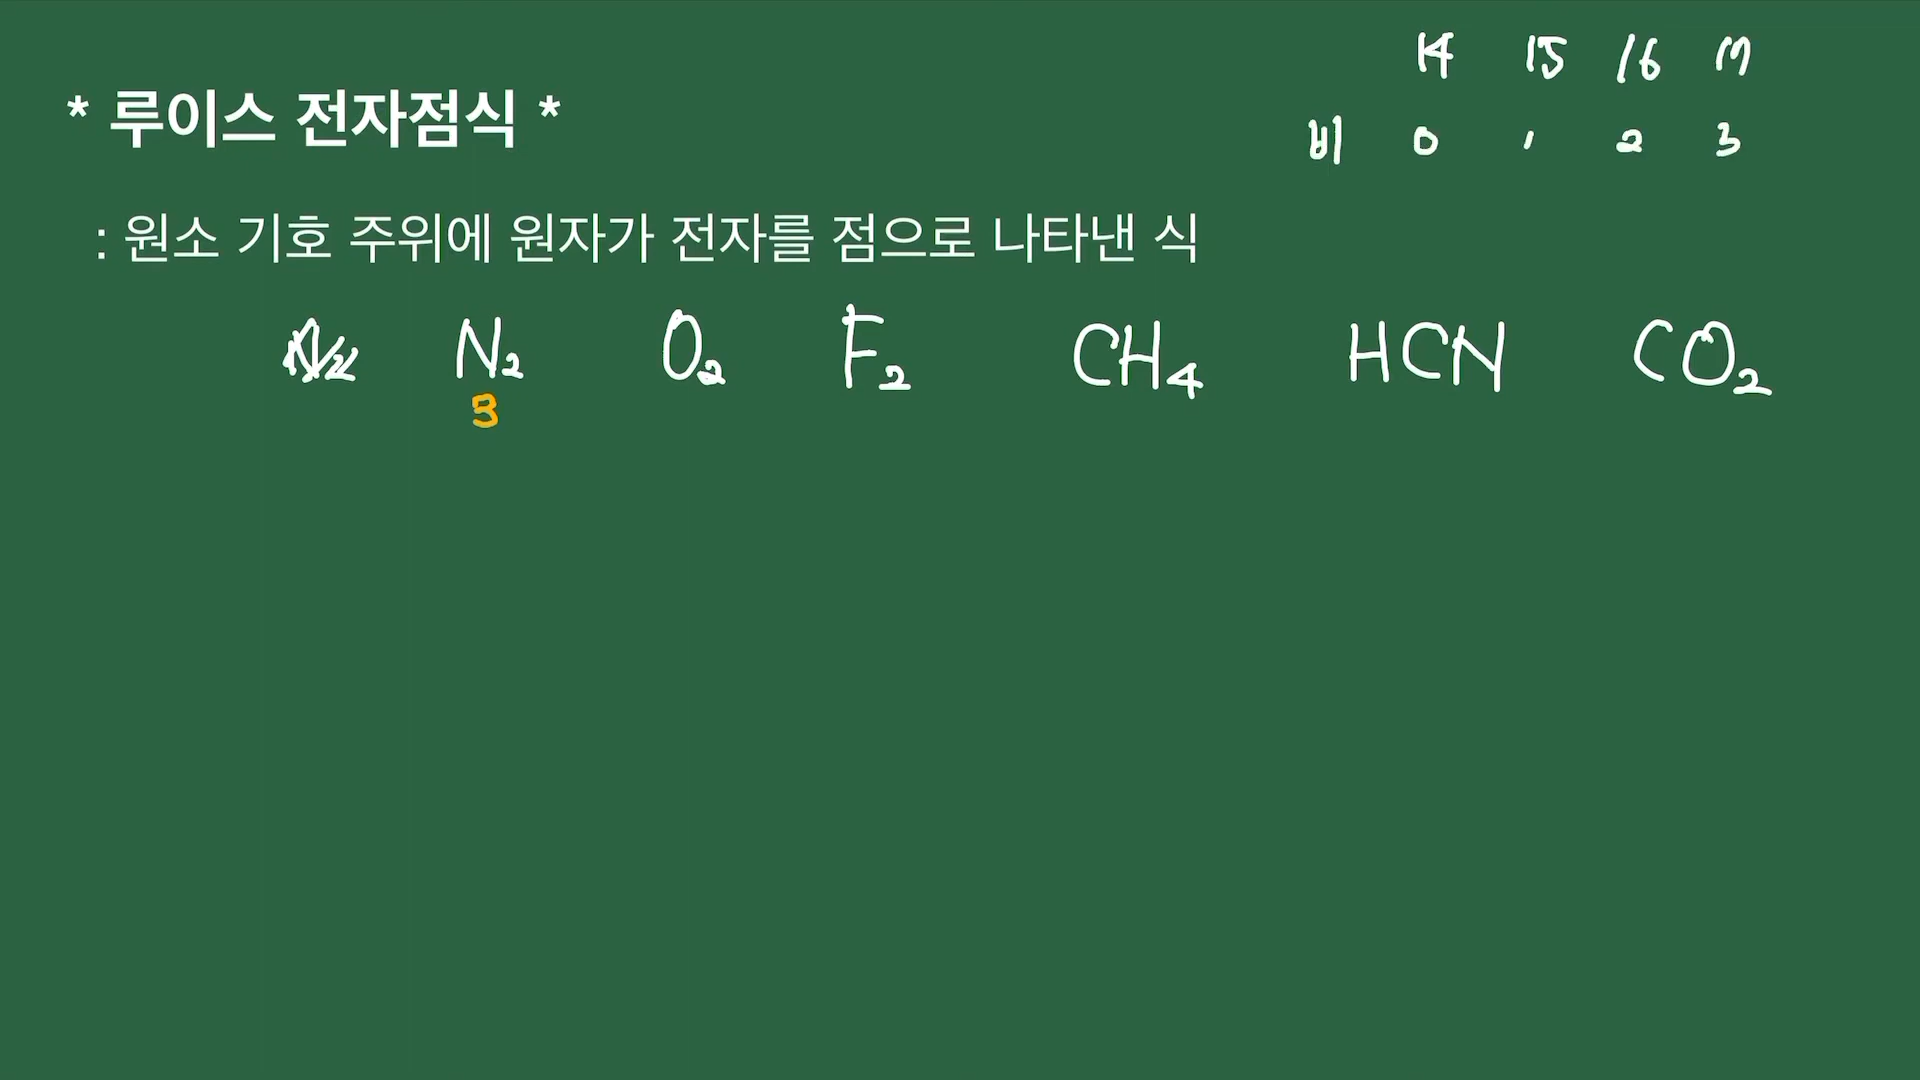 14 15 16 17
* 루이스 전자점식 *
비 0 1 2 3
: 원소 기호 주위에 원자가 전자를 점으로 나타낸 식
N₂ O₂ F₂ CH₄ HCN CO₂
3